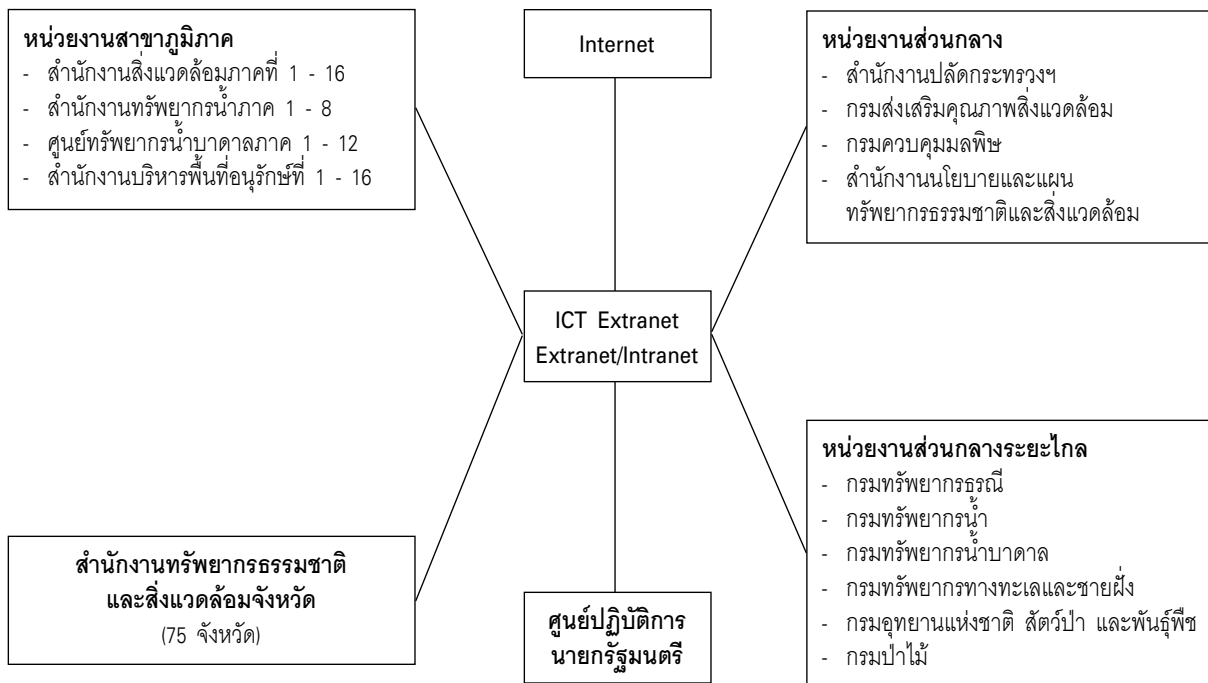 หน่วยงานสาขาภูมิภาค
- สำนักงานสิ่งแวดล้อมภาคที่ 1 - 16
- สำนักงานทรัพยากรน้ำภาค 1 - 8
- ศูนย์ทรัพยากรน้ำบาดาลภาค 1 - 12
- สำนักงานบริหารพื้นที่อนุรักษ์ที่ 1 - 16
Internet
หน่วยงานส่วนกลาง
- สำนักงานปลัดกระทรวงฯ
- กรมส่งเสริมคุณภาพสิ่งแวดล้อม
- กรมควบคุมมลพิษ
- สำนักงานนโยบายและแผน
ทรัพยากรธรรมชาติและสิ่งแวดล้อม
ICT Extranet
Extranet/Intranet
สำนักงานทรัพยากรธรรมชาติ
และสิ่งแวดล้อมจังหวัด
(75 จังหวัด)
ศูนย์ปฏิบัติการ
นายกรัฐมนตรี
หน่วยงานส่วนกลางระยะไกล
- กรมทรัพยากรธรณี
- กรมทรัพยากรน้ำ
- กรมทรัพยากรน้ำบาดาล
- กรมทรัพยากรทางทะเลและชายฝั่ง
- กรมอุทยานแห่งชาติ สัตว์ป่า และพันธุ์พืช
- กรมป่าไม้